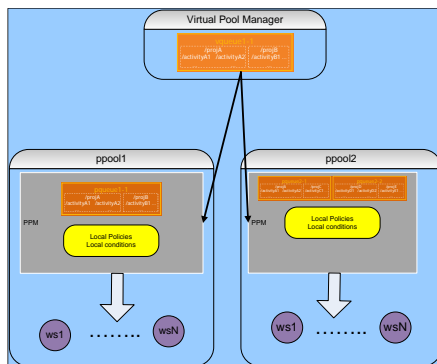 Virtual Pool Manager
/projA /projB
/activityA1 /activityA2 /activityB1
ppool1
ppool2
/projA /projB
/activityA1 /activityA2 /activityB1
PPM
Local Policies
Local conditions
PPM
Local Policies
Local conditions
ws1 ........ wsN
ws1 ........ wsN